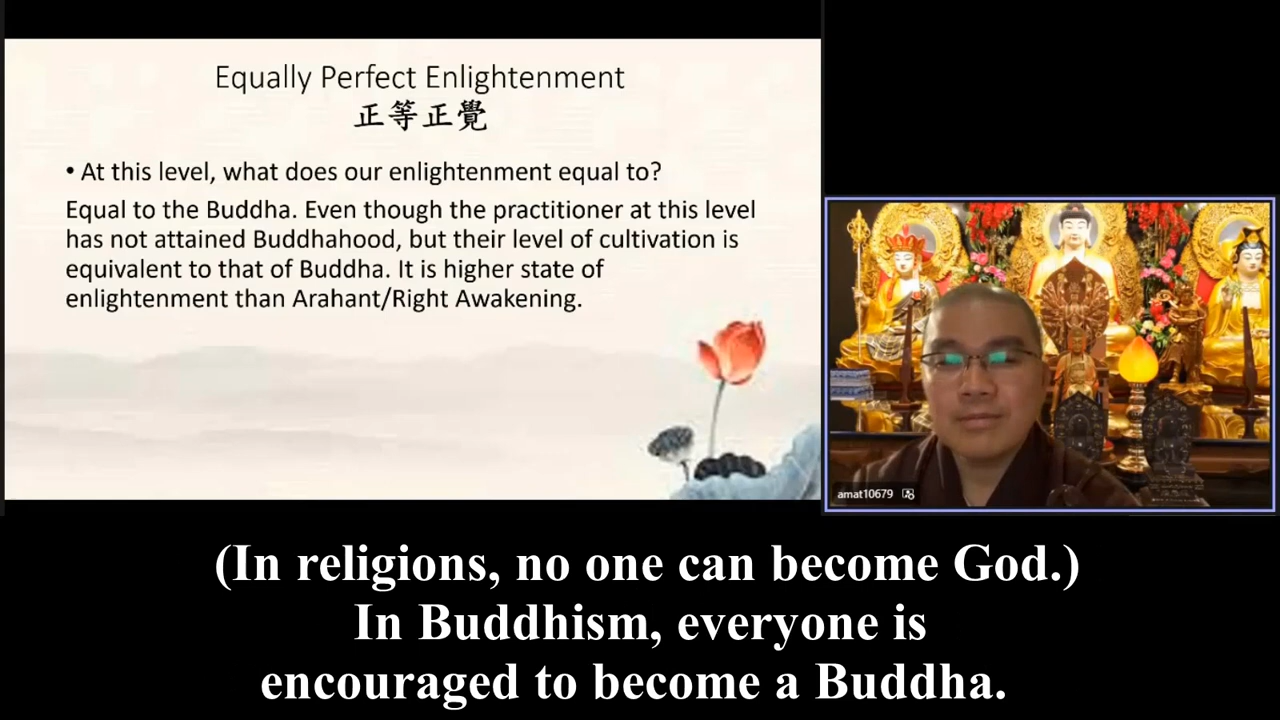 Equally Perfect Enlightenment
正等正覺
• At this level, what does our enlightenment equal to?
Equal to the Buddha. Even though the practitioner at this level
has not attained Buddhahood, but their level of cultivation is
equivalent to that of Buddha. It is higher state of
enlightenment than Arahant/Right Awakening.
amat10679
(In religions, no one can become God.)
In Buddhism, everyone is
encouraged to become a Buddha.